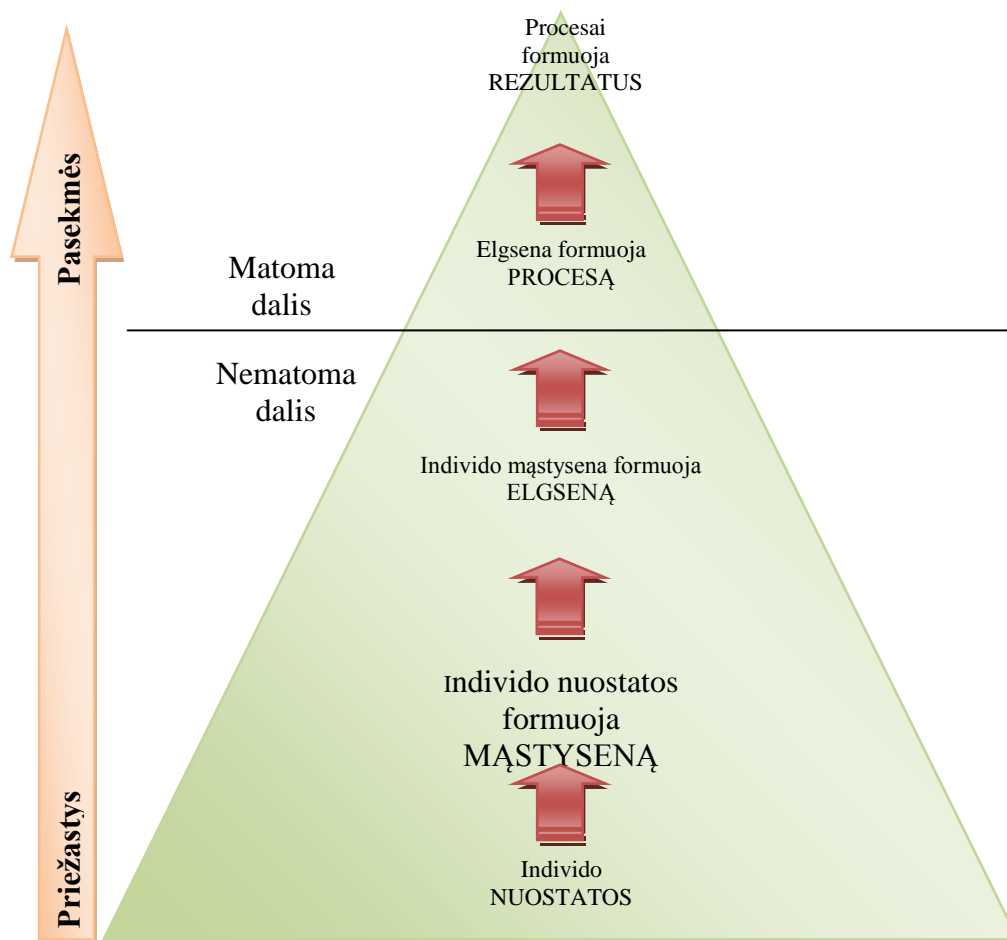 Procesai
formuoja
REZULTATUS
Pasekmės
Elgsena formuoja
PROCESĄ
Matoma
dalis
Nematoma
dalis
Individo mąstysena formuoja
ELGSENĄ
Individo nuostatos
formuoja
MĄSTYSENĄ
Priežastys
Individo
NUOSTATOS